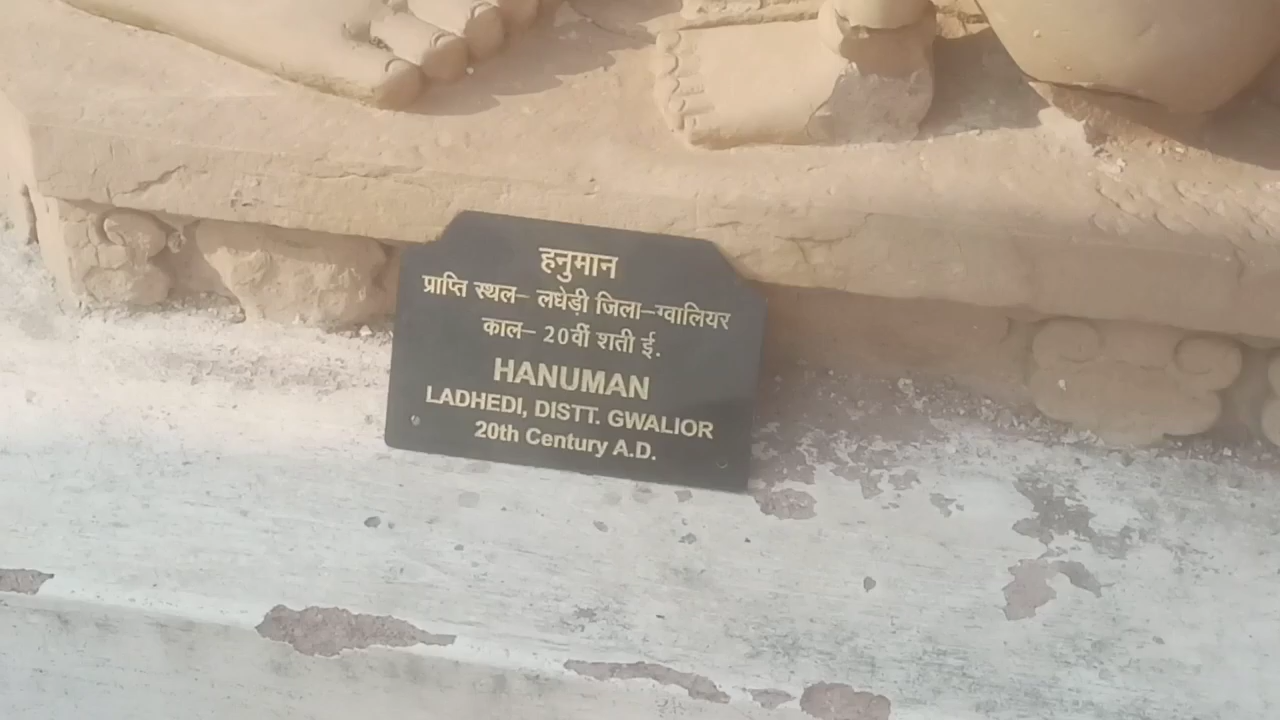 हनुमान
प्राप्ति स्थल– लधेड़ी जिला–ग्वालियर
काल– 20वीं शती ई.
HANUMAN
LADHEDI, DISTT. GWALIOR
20th Century A.D.